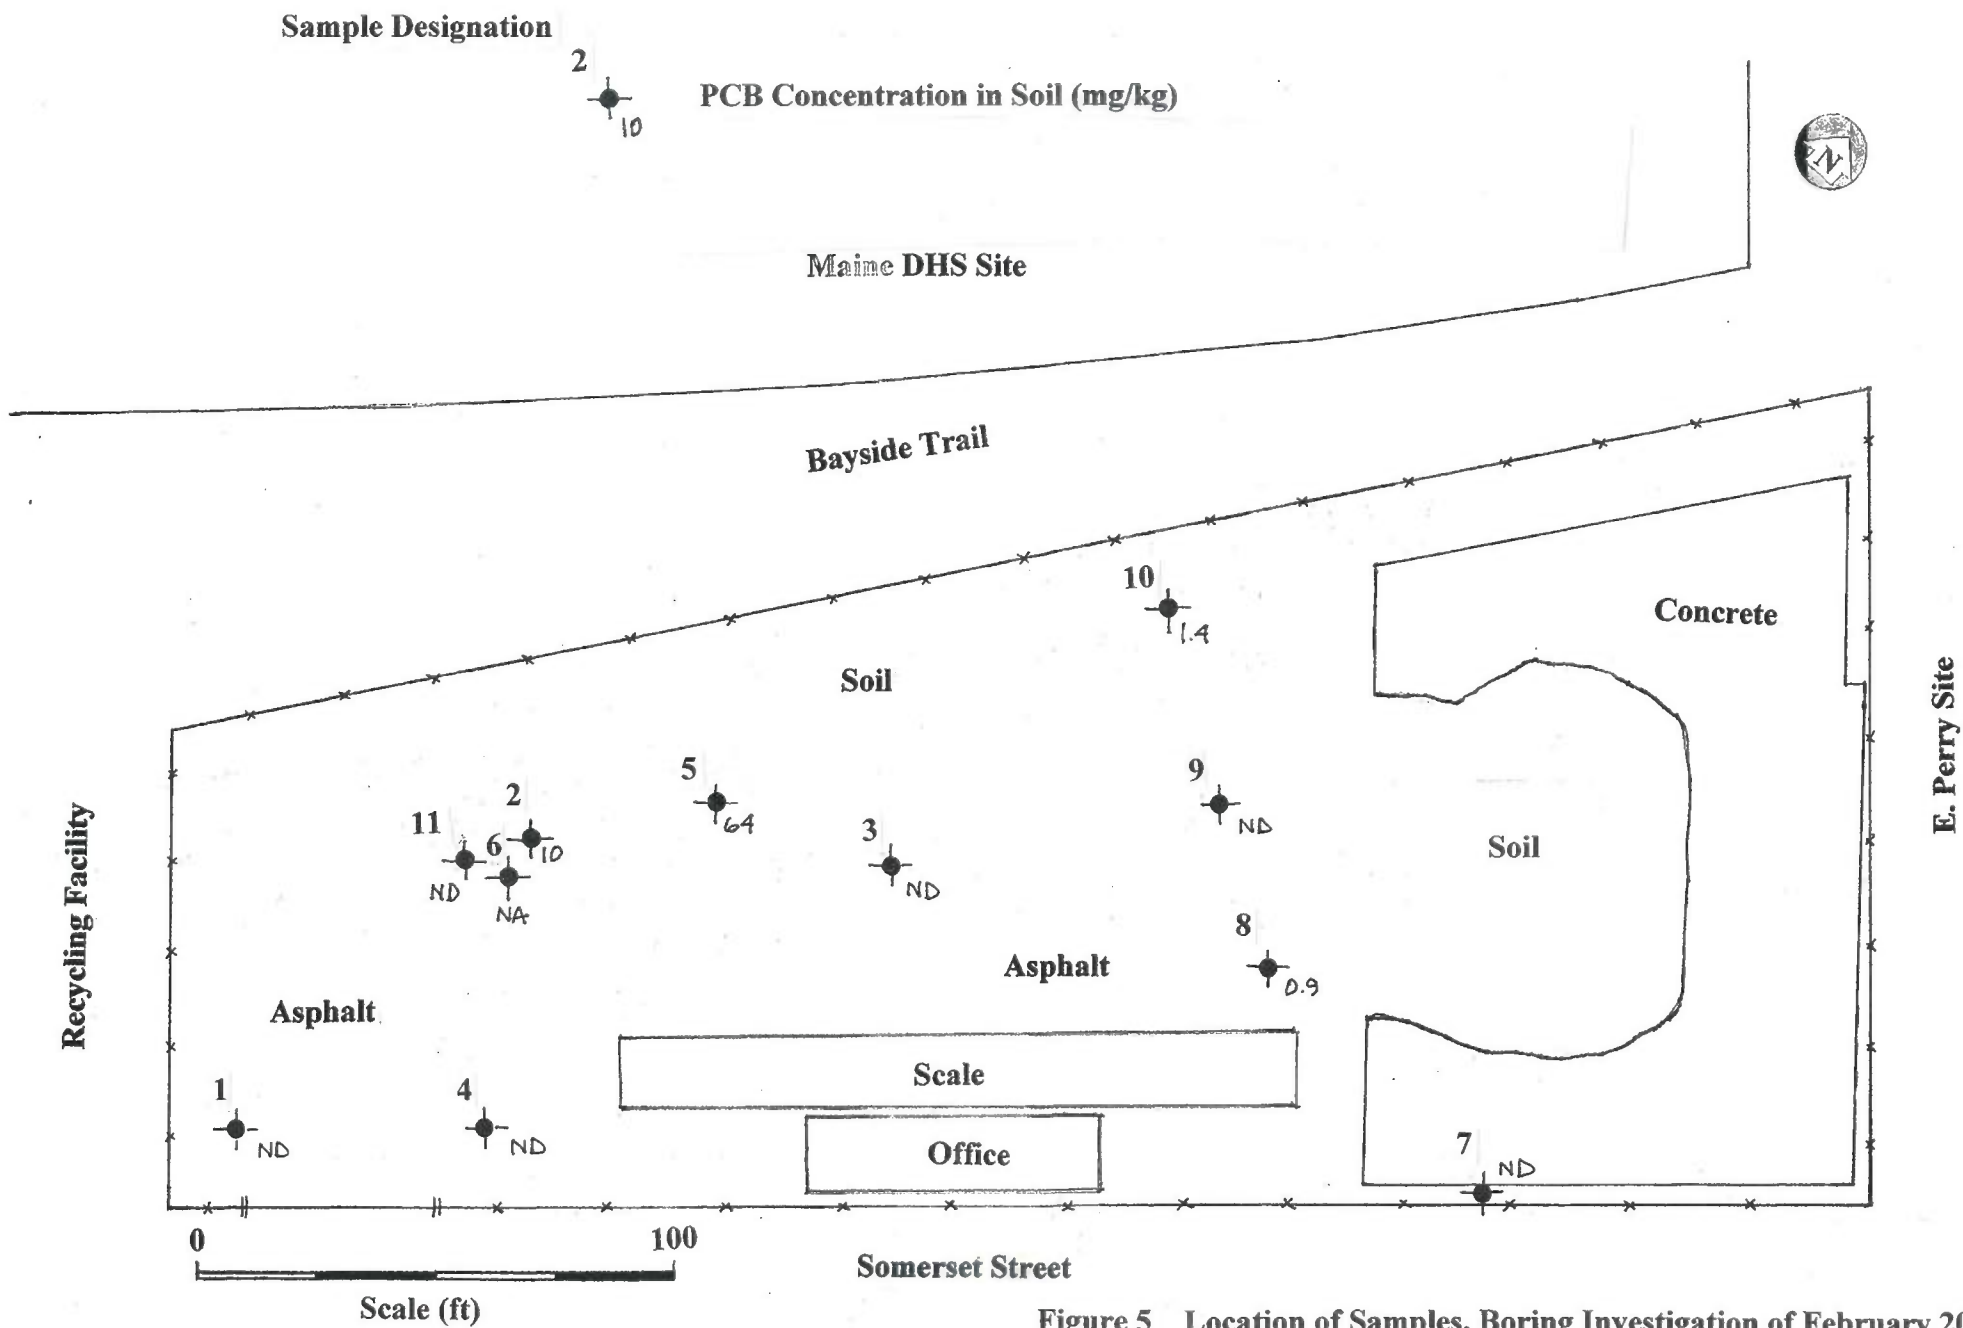 Sample Designation
2
10
PCB Concentration in Soil (mg/kg)
N
Maine DHS Site
Bayside Trail
10
1.4
Concrete
Soil
E. Perry Site
5
64
9
ND
2
10
11
ND
6
NA
3
ND
Soil
Recycling Facility
8
0.9
Asphalt
Asphalt
Scale
1
ND
4
ND
Office
7
ND
0 100
Scale (ft)
Somerset Street
Figure 5 Location of Samples, Boring Investigation of February 20